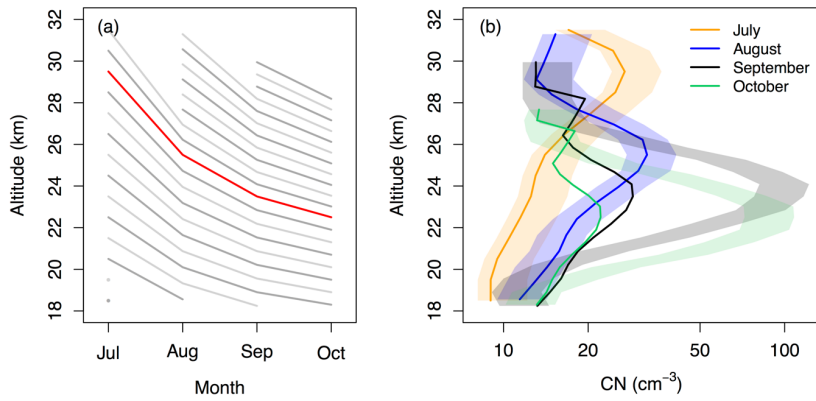 (a)
32
30
28
26
24
22
20
18
Altitude (km)
Jul
Aug
Sep
Oct
Month
(b)
July
August
September
October
32
30
28
26
24
22
20
18
Altitude (km)
10
20
50
100
CN (cm⁻³)